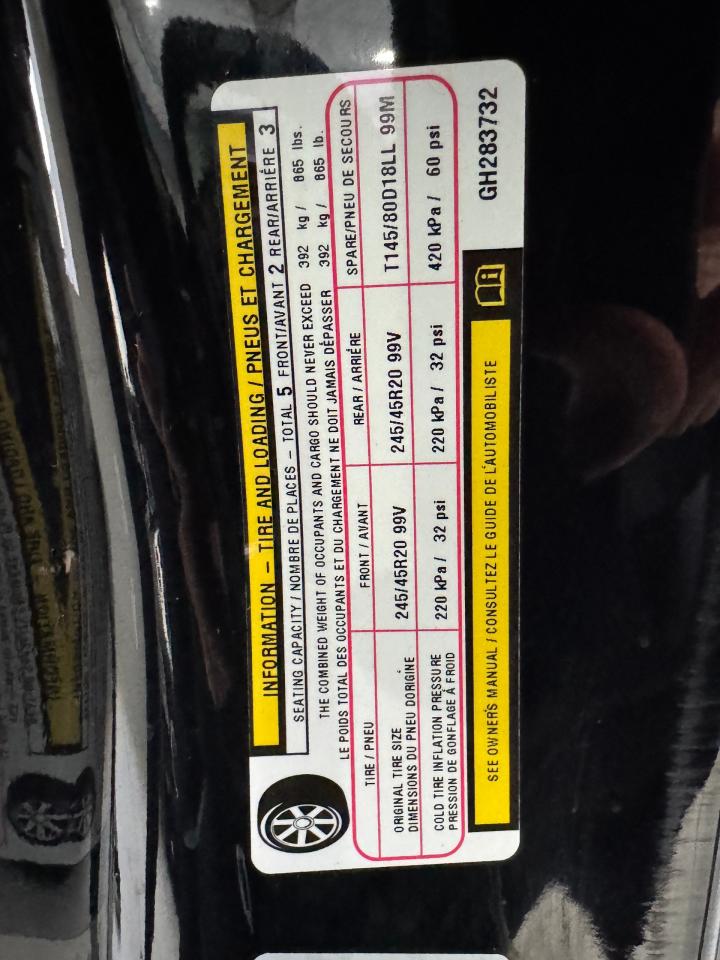 INFORMATION – TIRE AND LOADING / PNEUS ET CHARGEMENT
SEATING CAPACITY / NOMBRE DE PLACES – TOTAL 5 FRONT/AVANT 2 REAR/ARRIÉRE 3
THE COMBINED WEIGHT OF OCCUPANTS AND CARGO SHOULD NEVER EXCEED 392 kg / 865 lbs.
LE POIDS TOTAL DES OCCUPANTS ET DU CHARGEMENT NE DOIT JAMAIS DÉPASSER 392 kg / 865 lb.
TIRE / PNEU FRONT / AVANT REAR / ARRIÉRE SPARE/PNEU DE SECOURS
ORIGINAL TIRE SIZE
DIMENSIONS DU PNEU DORIGINE 245/45R20 99V 245/45R20 99V T145/80D18LL 99M
COLD TIRE INFLATION PRESSURE
PRESSION DE GONFLAGE Á FROID 220 kPa / 32 psi 220 kPa / 32 psi 420 kPa / 60 psi
SEE OWNER'S MANUAL / CONSULTEZ LE GUIDE DE L'AUTOMOBILISTE
GH283732